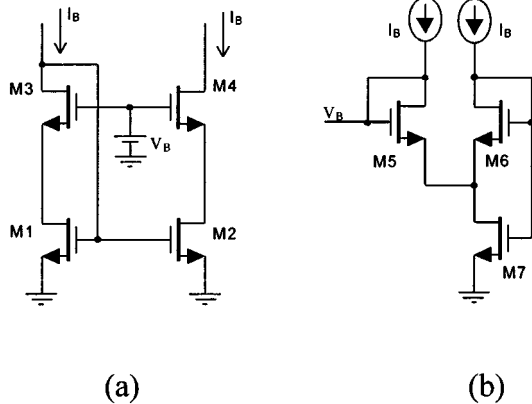 I_B I_B
M3 M4
V_B
M1 M2
(a)
I_B I_B
V_B
M5 M6
M7
(b)